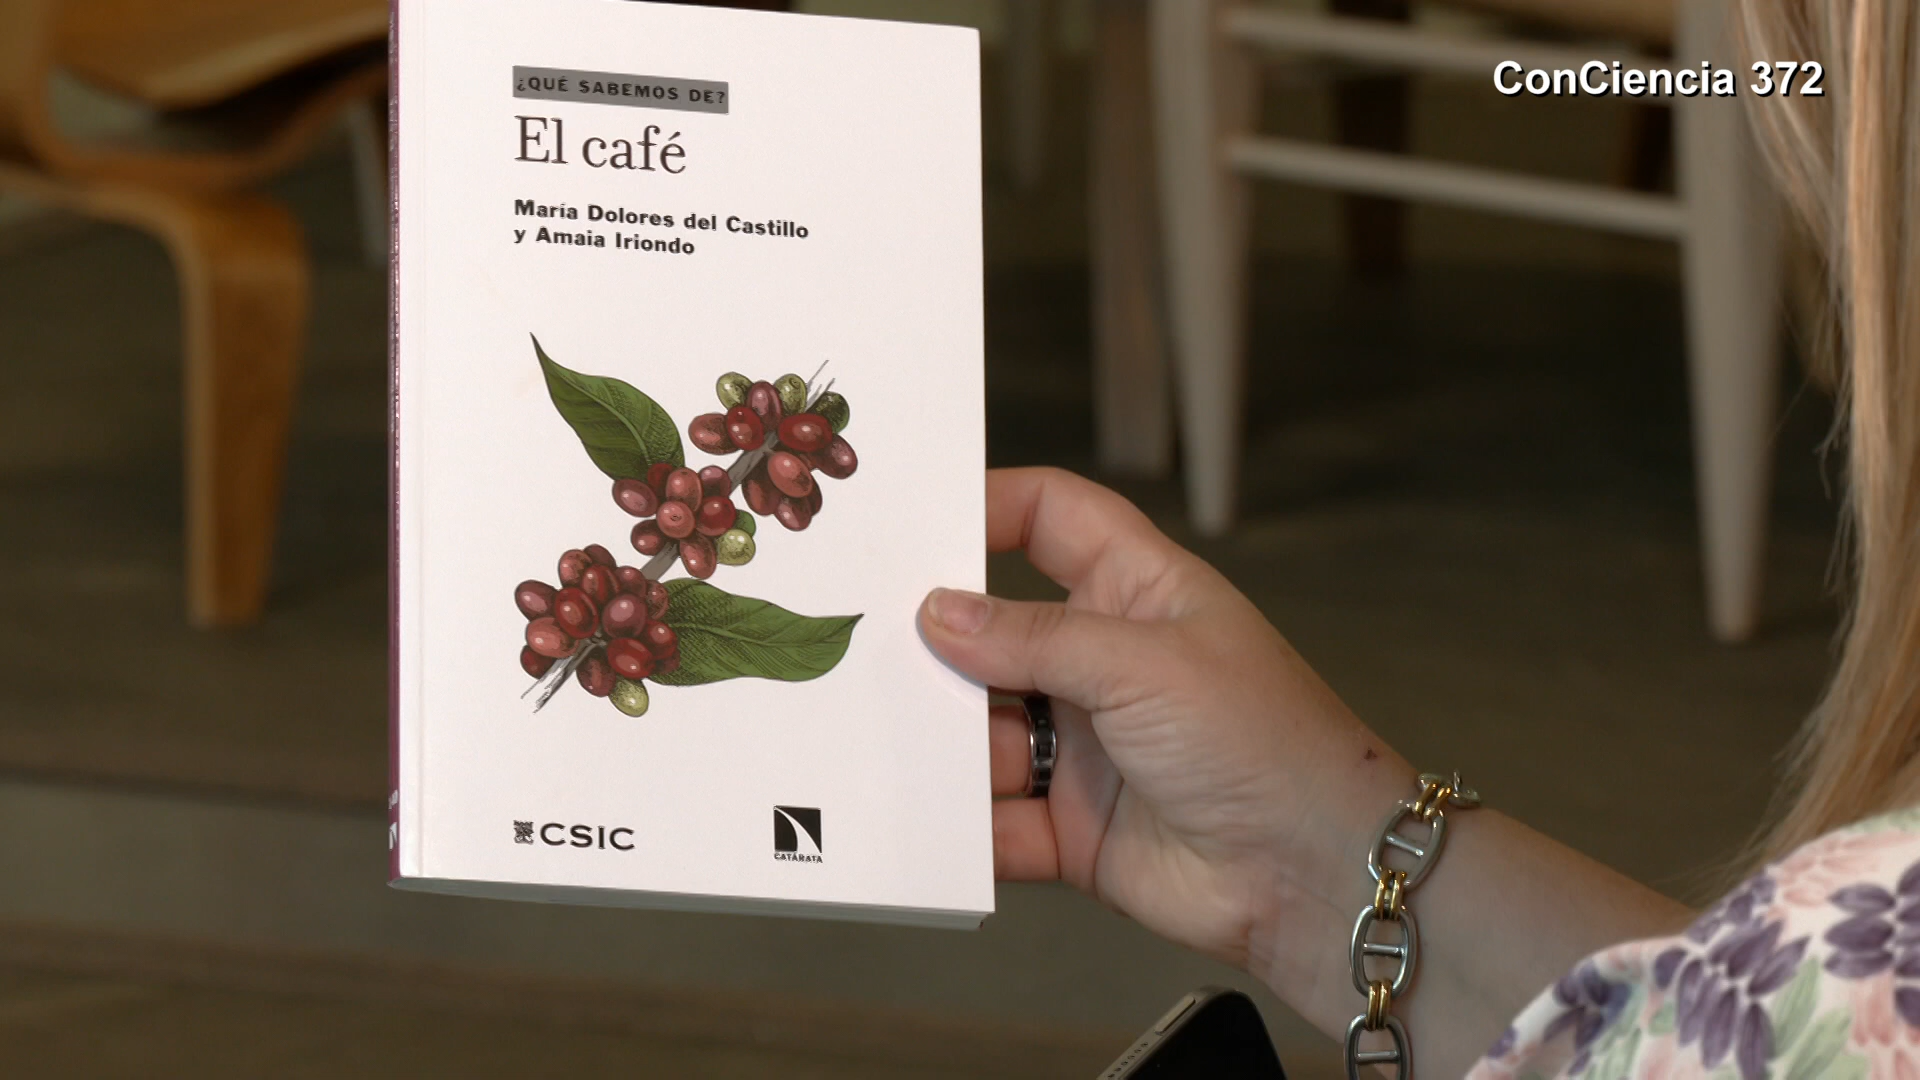 ¿QUÉ SABEMOS DE?
El café
María Dolores del Castillo
y Amaia Iriondo
CSIC
CATARATA
ConCiencia 372